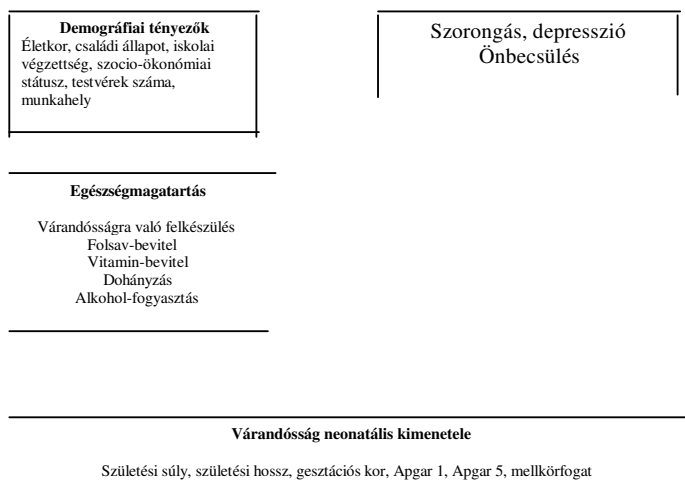 Demográfiai tényezők
Életkor, családi állapot, iskolai
végzettség, szocio-ökonómiai
státusz, testvérek száma,
munkahely
Szorongás, depresszió
Önbecsülés
Egészségmagatartás
Várandósságra való felkészülés
Folsav-bevitel
Vitamin-bevitel
Dohányzás
Alkohol-fogyasztás
Várandósság neonatális kimenetele
Születési súly, születési hossz, gesztációs kor, Apgar 1, Apgar 5, mellkörfogat